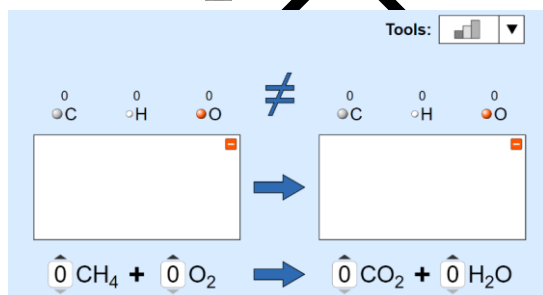 Tools:
0 0 0 ≠ 0 0 0
C H O C H O
0 CH₄ + 0 O₂ → 0 CO₂ + 0 H₂O